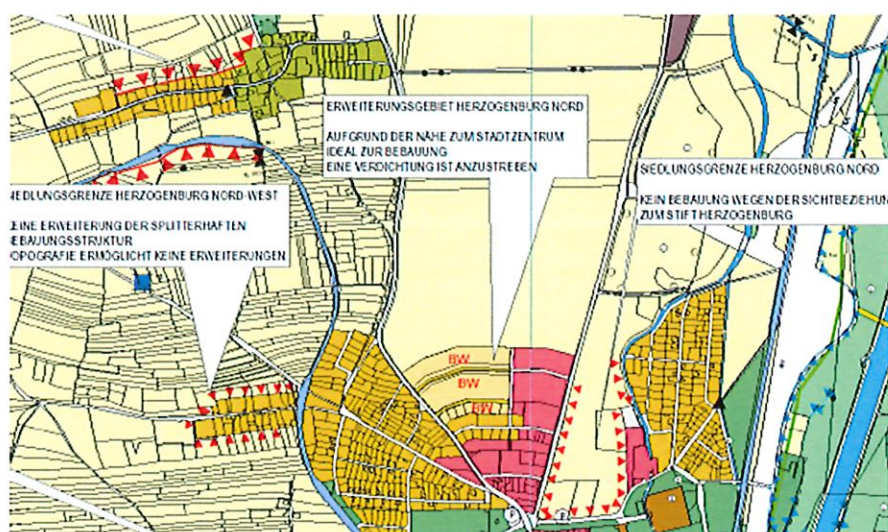 ERWEITERUNGSGEBIET HERZOGENBURG NORD
AUFGRUND DER NÄHE ZUM STADTZENTRUM
IDEAL ZUR BEBAUUNG
EINE VERDICHTUNG IST ANZUSTREBEN
SIEDLUNGSGRENZE HERZOGENBURG NORD
KEIN BEBAUUNG WEGEN DER SICHTBEZIEHUN
ZUM STIFT HERZOGENBURG
IEDLUNGSGRENZE HERZOGENBURG NORD-WEST
EINE ERWEITERUNG DER SPLITTERHAFTEN
EBAUUNGSSTRUKTUR
OPOGRAFIE ERMÖGLICHT KEINE ERWEITERUNGEN
BW
BW
BW